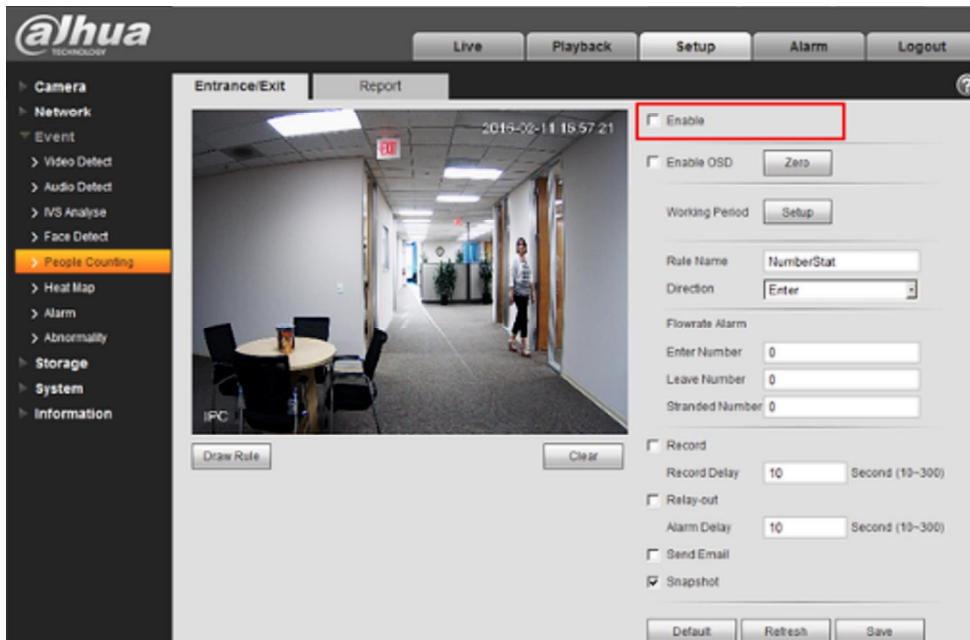 alhua
TECHNOLOGY
Live Playback Setup Alarm Logout
Camera
Network
Event
Video Detect
Audio Detect
IVS Analyse
Face Detect
People Counting
Heat Map
Alarm
Abnormality
Storage
System
Information
Entrance/Exit Report
?
2016-02-11 16:57:21
EXIT
IPC
Draw Rule Clear
Enable
Enable OSD Zero
Working Period Setup
Rule Name NumberStat
Direction Enter
Flowrate Alarm
Enter Number 0
Leave Number 0
Stranded Number 0
Record
Record Delay 10 Second (10~300)
Relay-out
Alarm Delay 10 Second (10~300)
Send Email
Snapshot
Default Refresh Save